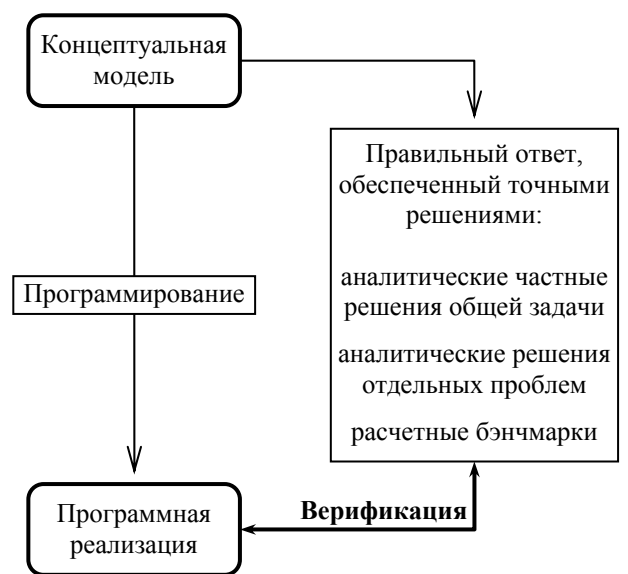 Концептуальная
модель
Правильный ответ,
обеспеченный точными
решениями:
аналитические частные
решения общей задачи
аналитические решения
отдельных проблем
расчетные бэнчмарки
Программирование
Верификация
Программная
реализация